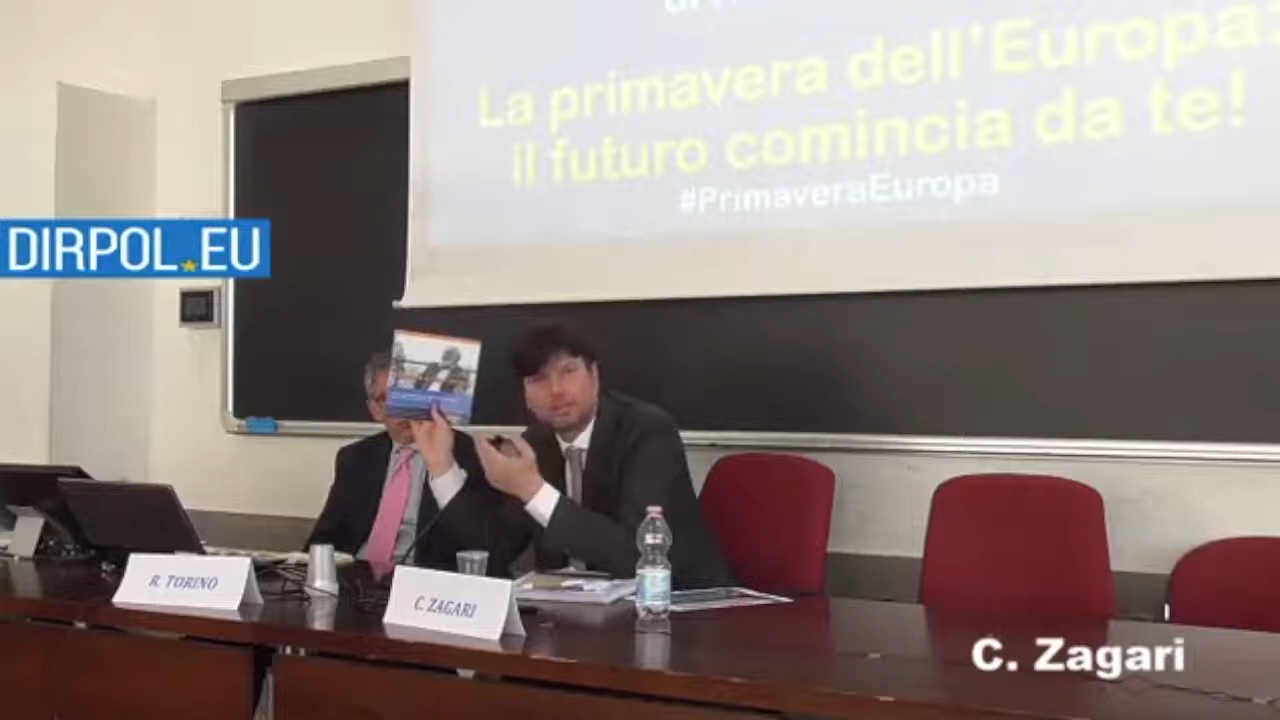 La primavera dell'Europa:
il futuro comincia da te!
#PrimaveraEuropa
DIRPOL.EU
R. TORINO
C. ZAGARI
C. Zagari